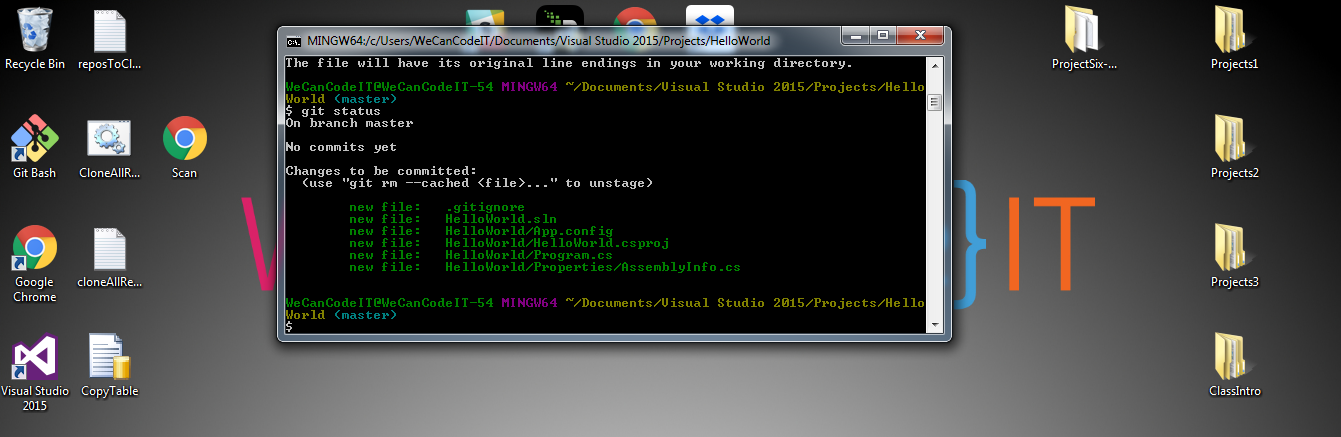 Recycle Bin
reposToCl...
ProjectSix-...
Projects1
MINGW64:/c/Users/WeCanCodeIT/Documents/Visual Studio 2015/Projects/HelloWorld
The file will have its original line endings in your working directory.
WeCanCodeIT@WeCanCodeIT-54 MINGW64 ~/Documents/Visual Studio 2015/Projects/Hello
World (master)
$ git status
On branch master
No commits yet
Changes to be committed:
(use "git rm --cached <file>..." to unstage)
new file:   .gitignore
new file:   HelloWorld.sln
new file:   HelloWorld/App.config
new file:   HelloWorld/HelloWorld.csproj
new file:   HelloWorld/Program.cs
new file:   HelloWorld/Properties/AssemblyInfo.cs
WeCanCodeIT@WeCanCodeIT-54 MINGW64 ~/Documents/Visual Studio 2015/Projects/Hello
World (master)
$
Git Bash
CloneAllR...
Scan
Projects2
}IT
Google
Chrome
cloneAllRe...
Projects3
Visual Studio
2015
CopyTable
ClassIntro